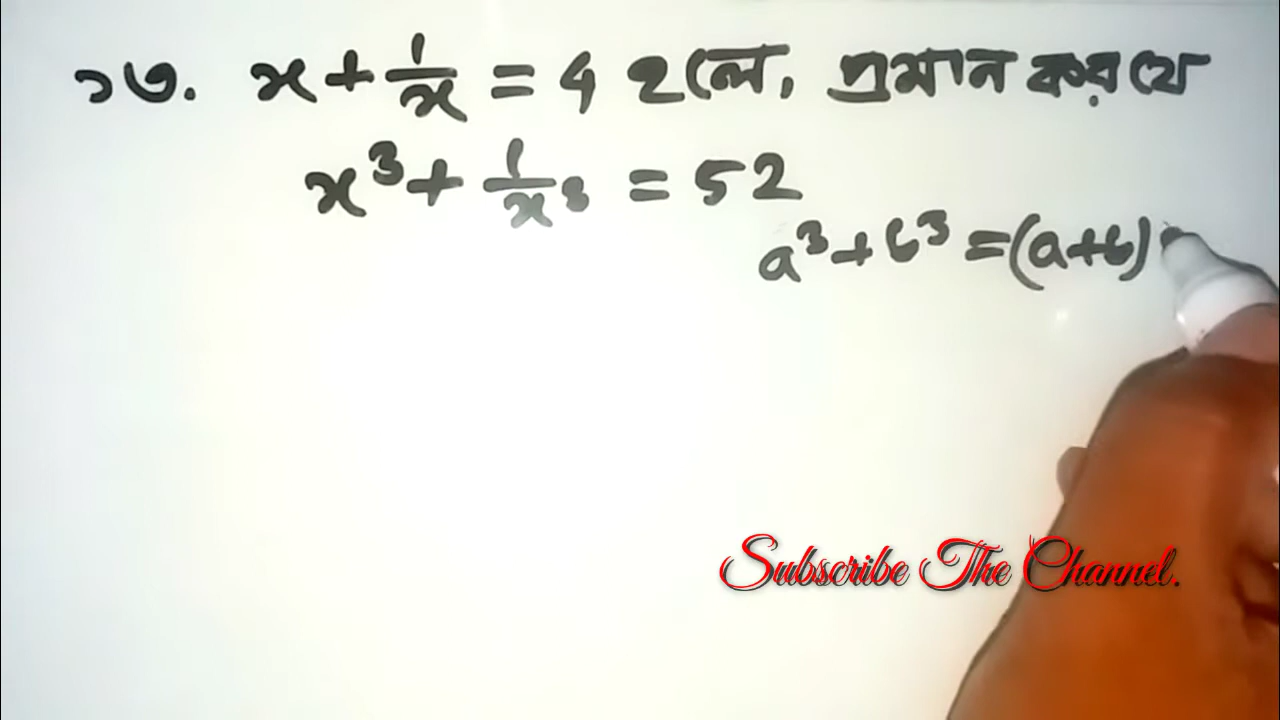 ১৩. x + 1/x = 4 হলে, প্রমান কর যে
x³ + 1/x³ = 52
a³ + b³ = (a+b)
Subscribe The Channel.